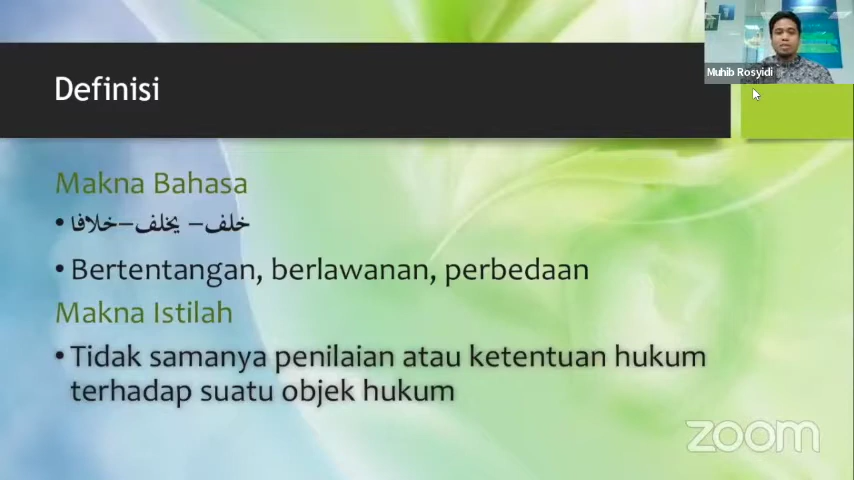 Definisi
Muhib Rosyidi
Makna Bahasa
• خلف– يخلف–خلافا
• Bertentangan, berlawanan, perbedaan
Makna Istilah
• Tidak samanya penilaian atau ketentuan hukum
terhadap suatu objek hukum
zoom